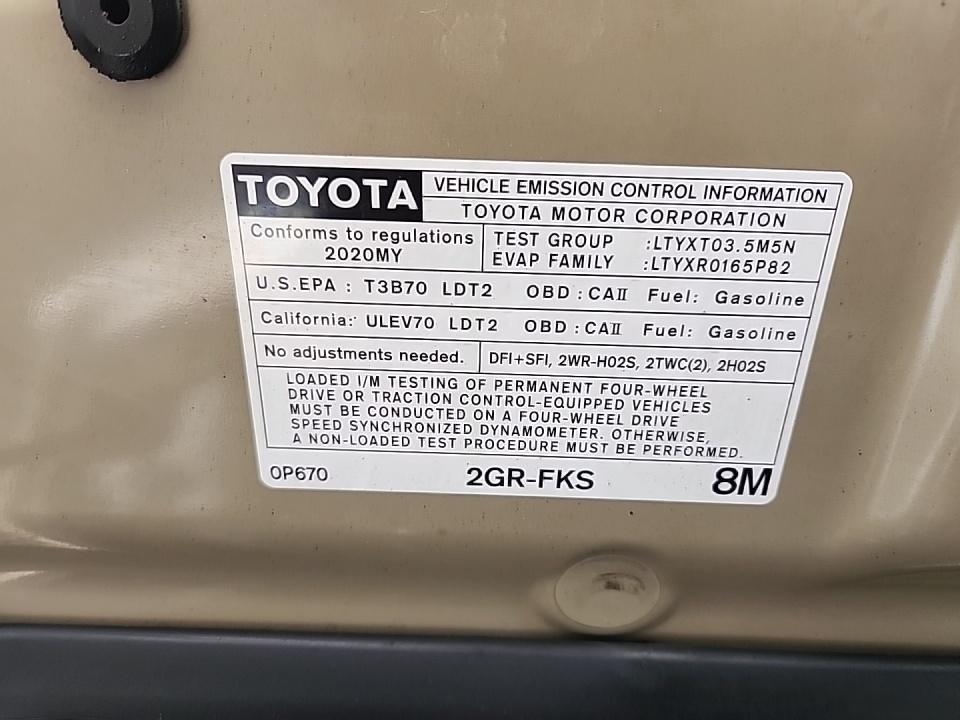 TOYOTA VEHICLE EMISSION CONTROL INFORMATION
TOYOTA MOTOR CORPORATION
Conforms to regulations
2020MY
TEST GROUP :LTYXT03.5M5N
EVAP FAMILY :LTYXR0165P82
U.S.EPA : T3B70 LDT2 OBD : CAII Fuel: Gasoline
California: ULEV70 LDT2 OBD : CAII Fuel: Gasoline
No adjustments needed.
DFI+SFI, 2WR-HO2S, 2TWC(2), 2HO2S
LOADED I/M TESTING OF PERMANENT FOUR-WHEEL
DRIVE OR TRACTION CONTROL-EQUIPPED VEHICLES
MUST BE CONDUCTED ON A FOUR-WHEEL DRIVE
SPEED SYNCHRONIZED DYNAMOMETER. OTHERWISE,
A NON-LOADED TEST PROCEDURE MUST BE PERFORMED.
0P670 2GR-FKS 8M